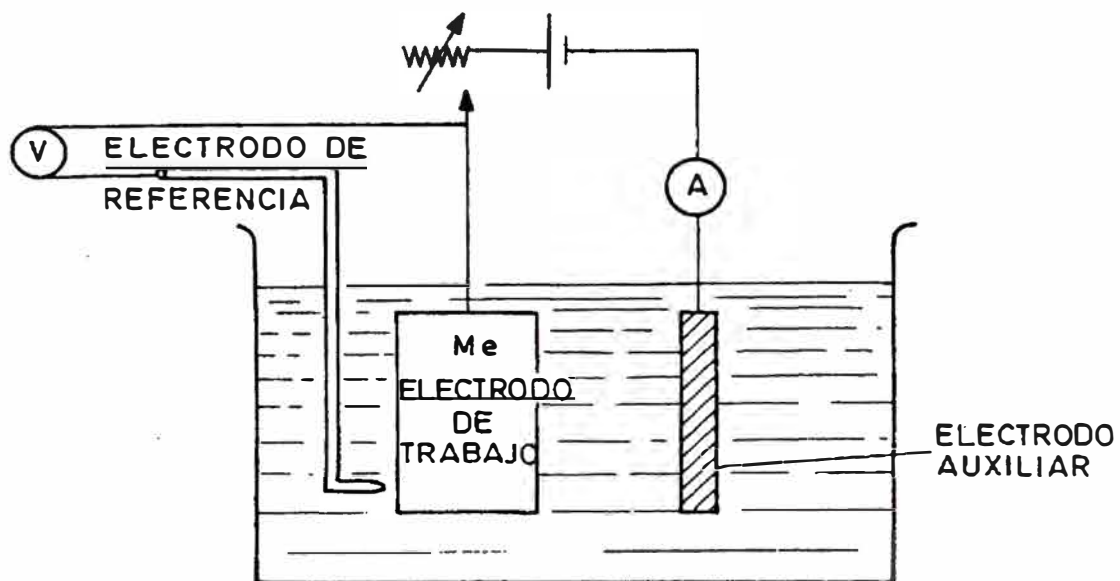 V
ELECTRODO DE
REFERENCIA
A
Me
ELECTRODO
DE
TRABAJO
ELECTRODO
AUXILIAR